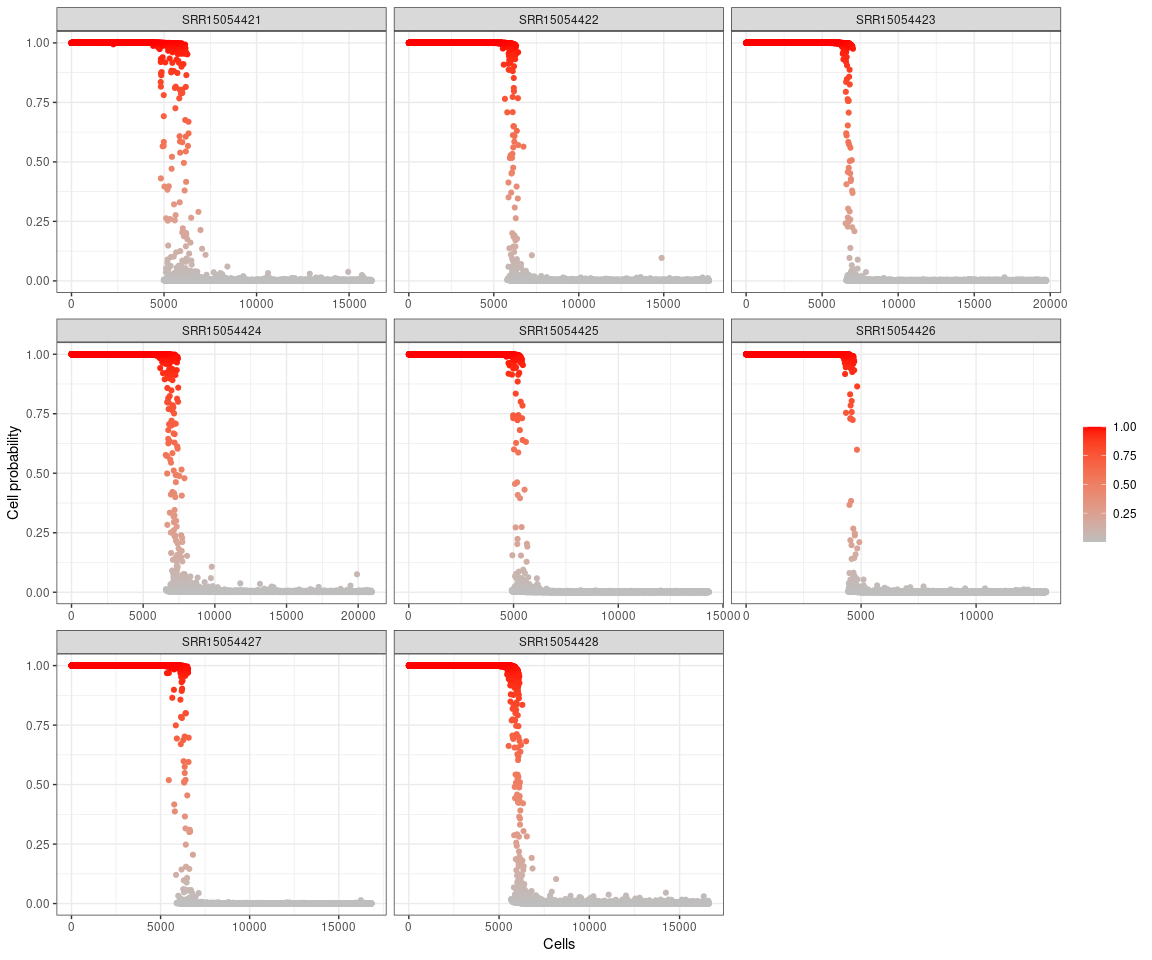 SRR15054421 SRR15054422 SRR15054423
1.00
0.75
0.50
0.25
0.00
0 5000 10000 15000 0 5000 10000 15000 0 5000 10000 15000 20000
SRR15054424 SRR15054425 SRR15054426
1.00
0.75
0.50
0.25
0.00
0 5000 10000 15000 20000 0 5000 10000 15000 0 5000 10000
SRR15054427 SRR15054428
1.00
0.75
0.50
0.25
0.00
0 5000 10000 15000 0 5000 10000 15000
Cells
Cell probability
1.00
0.75
0.50
0.25